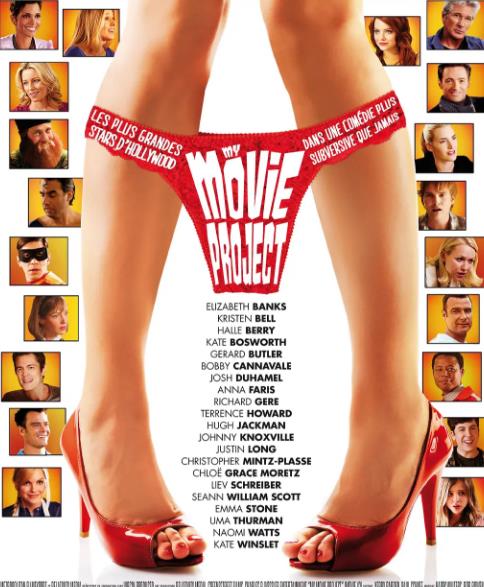 LES PLUS GRANDES
STARS D'HOLLYWOOD
DANS UNE COMÉDIE PLUS
SUBVERSIVE QUE JAMAIS
MY
MOVIE
PROJECT
ELIZABETH BANKS
KRISTEN BELL
HALLE BERRY
KATE BOSWORTH
GERARD BUTLER
BOBBY CANNAVALE
JOSH DUHAMEL
ANNA FARIS
RICHARD GERE
TERRENCE HOWARD
HUGH JACKMAN
JOHNNY KNOXVILLE
JUSTIN LONG
CHRISTOPHER MINTZ-PLASSE
CHLOË GRACE MORETZ
LIEV SCHREIBER
SEANN WILLIAM SCOTT
EMMA STONE
UMA THURMAN
NAOMI WATTS
KATE WINSLET